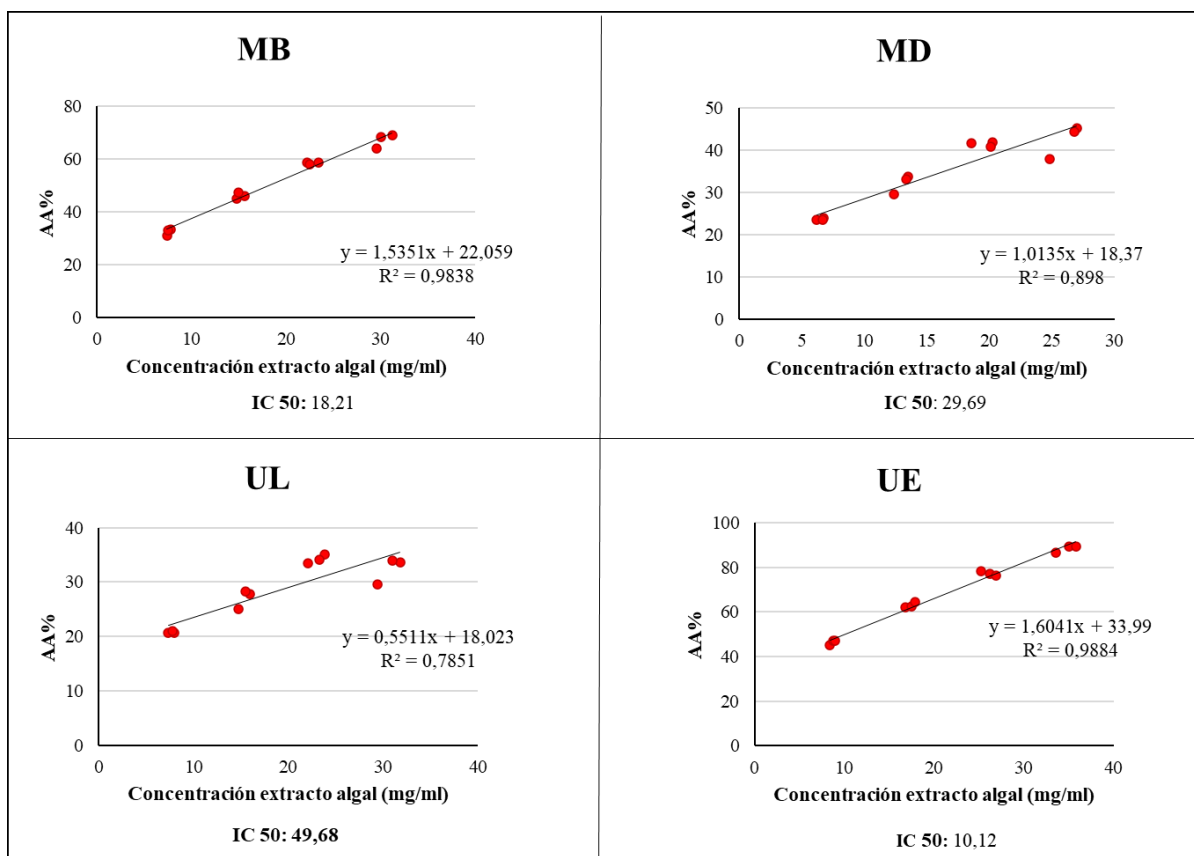 MB
80
60
40
20
0
AA%
y = 1,5351x + 22,059
R² = 0,9838
0 10 20 30 40
Concentración extracto algal (mg/ml)
IC 50: 18,21
MD
50
40
30
20
10
0
AA%
y = 1,0135x + 18,37
R² = 0,898
0 5 10 15 20 25 30
Concentración extracto algal (mg/ml)
IC 50: 29,69
UL
40
30
20
10
0
AA%
y = 0,5511x + 18,023
R² = 0,7851
0 10 20 30 40
Concentración extracto algal (mg/ml)
IC 50: 49,68
UE
100
80
60
40
20
0
AA%
y = 1,6041x + 33,99
R² = 0,9884
0 10 20 30 40
Concentración extracto algal (mg/ml)
IC 50: 10,12